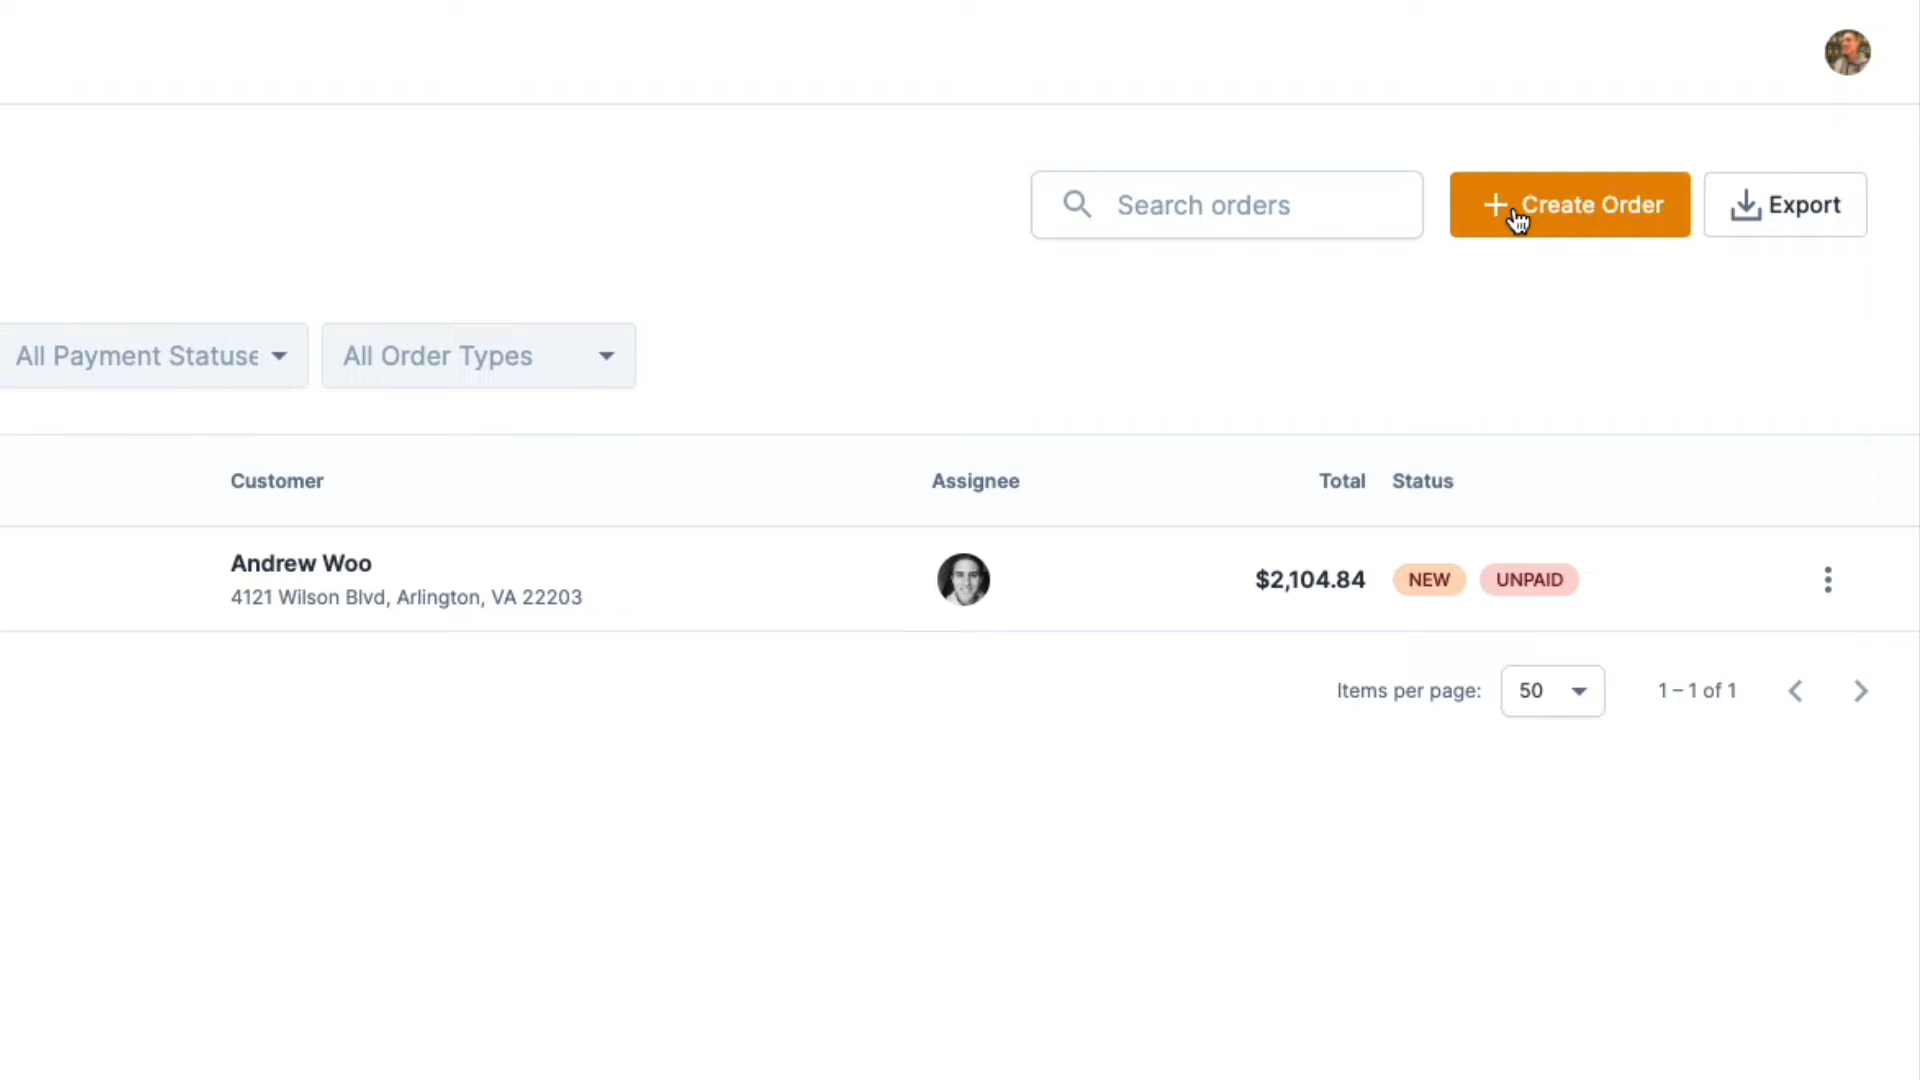 Search orders
Create Order
Export
All Payment Statuse
All Order Types
Customer
Assignee
Total
Status
Andrew Woo
4121 Wilson Blvd, Arlington, VA 22203
$2,104.84
NEW
UNPAID
Items per page:
50
1 – 1 of 1